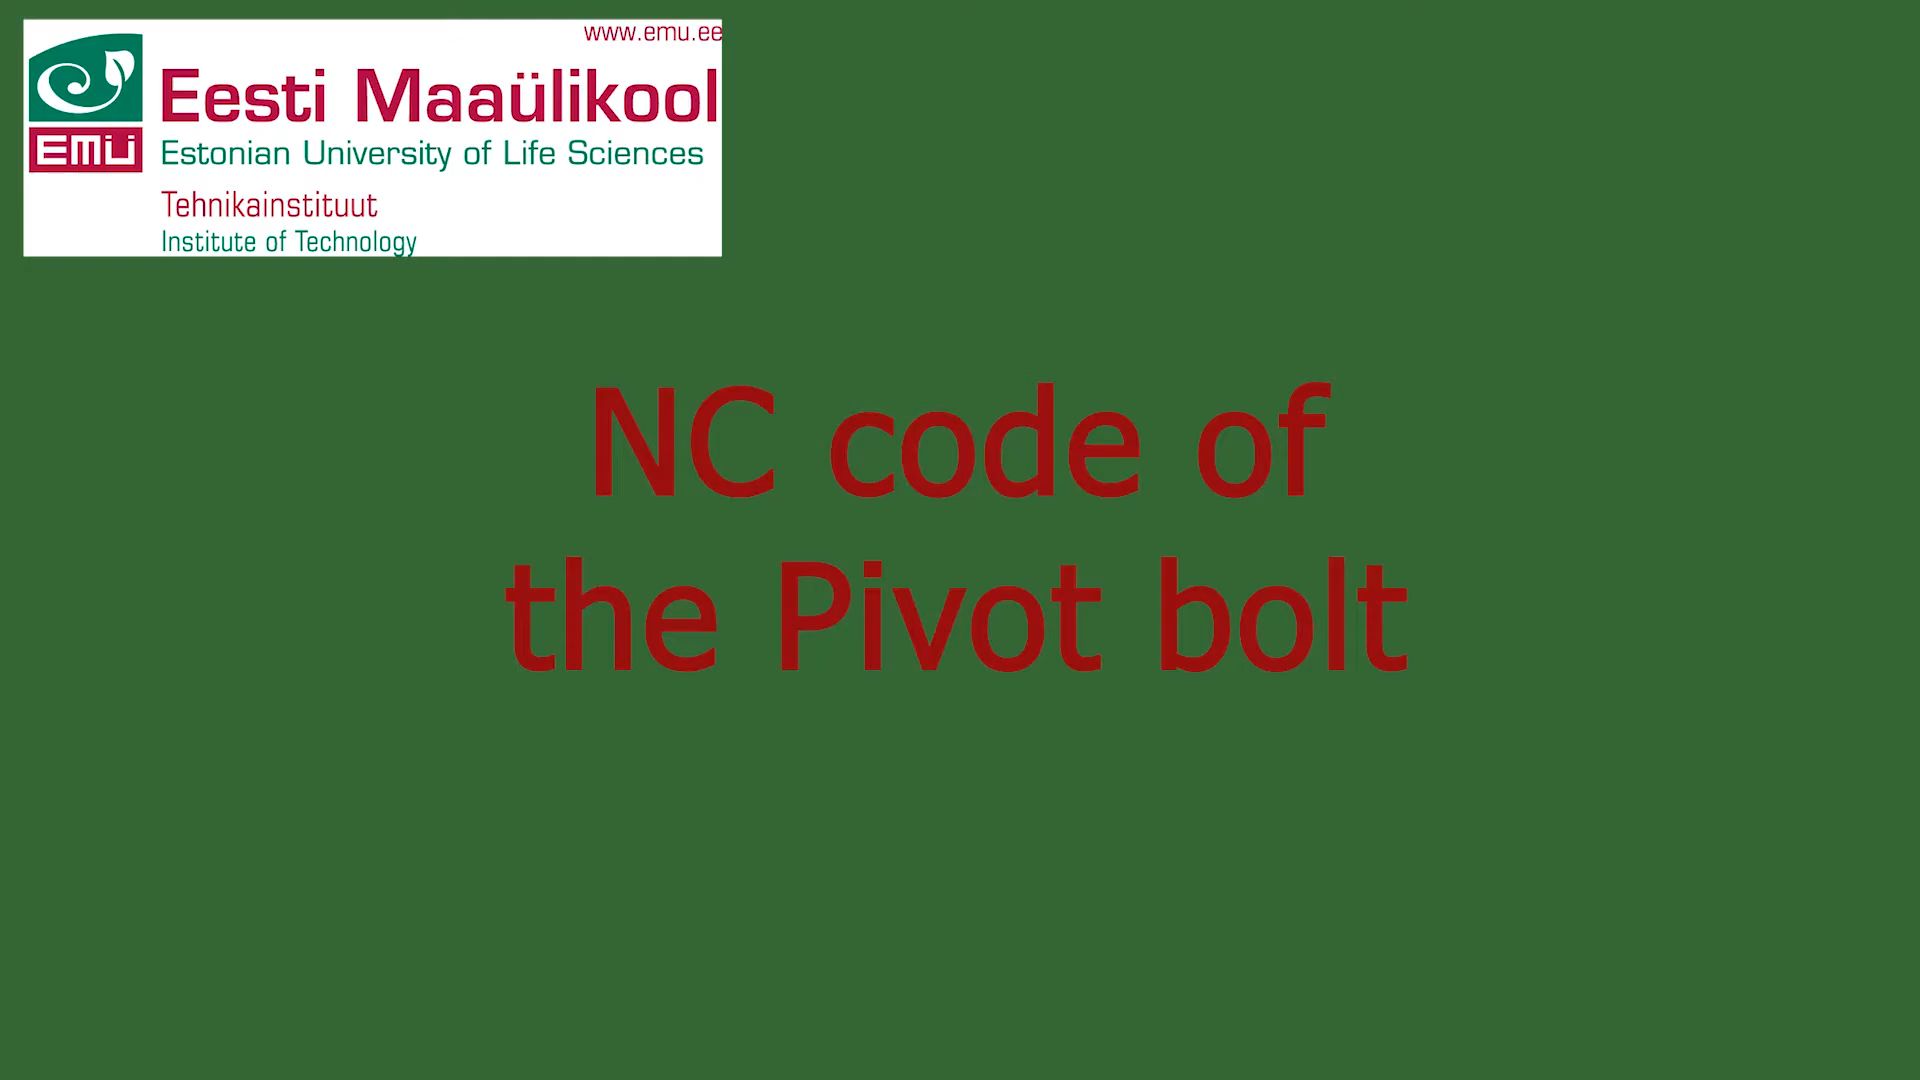 www.emu.ee
Eesti Maaülikool
EMÜ
Estonian University of Life Sciences
Tehnikainstituut
Institute of Technology
NC code of
the Pivot bolt